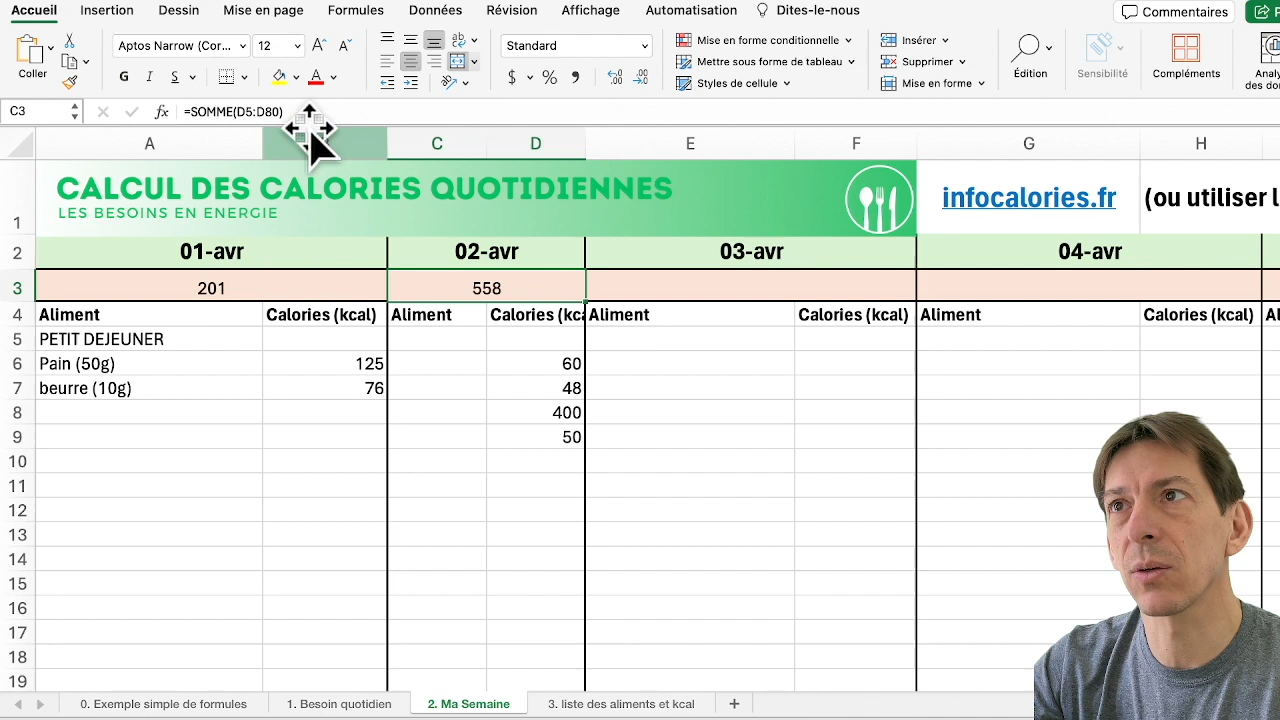 Accueil Insertion Dessin Mise en page Formules Données Révision Affichage Automatisation Dites-le-nous Commentaires
Coller Aptos Narrow (Cor... 12 Standard Mise en forme conditionnelle Insérer
Mettre sous forme de tableau Supprimer Édition Sensibilité Compléments
G I S A $ % Styles de cellule Mise en forme
C3 fx =SOMME(D5:D80)
A C D E F G H
1 CALCUL DES CALORIES QUOTIDIENNES infocalories.fr (ou utiliser l
LES BESOINS EN ENERGIE
2 01-avr 02-avr 03-avr 04-avr
3 201 558
4 Aliment Calories (kcal) Aliment Calories (kca Aliment Calories (kcal) Aliment Calories (kcal) Al
5 PETIT DEJEUNER
6 Pain (50g) 125 60
7 beurre (10g) 76 48
8 400
9 50
10
11
12
13
14
15
16
17
18
19
0. Exemple simple de formules 1. Besoin quotidien 2. Ma Semaine 3. liste des aliments et kcal +